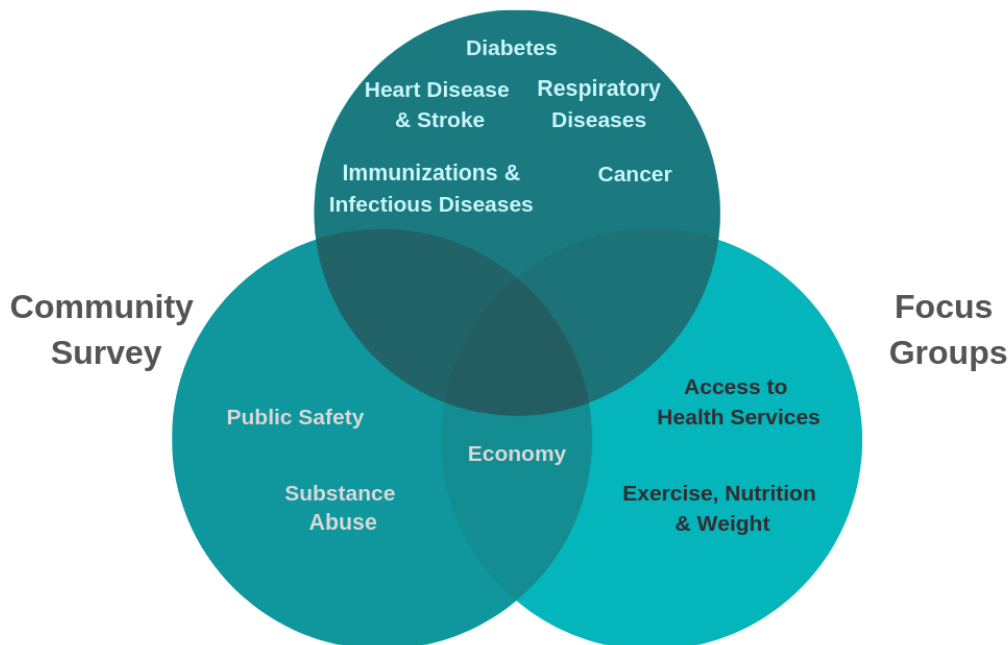 Diabetes
Heart Disease
& Stroke
Respiratory
Diseases
Immunizations &
Infectious Diseases
Cancer
Community
Survey
Focus
Groups
Public Safety
Substance
Abuse
Economy
Access to
Health Services
Exercise, Nutrition
& Weight